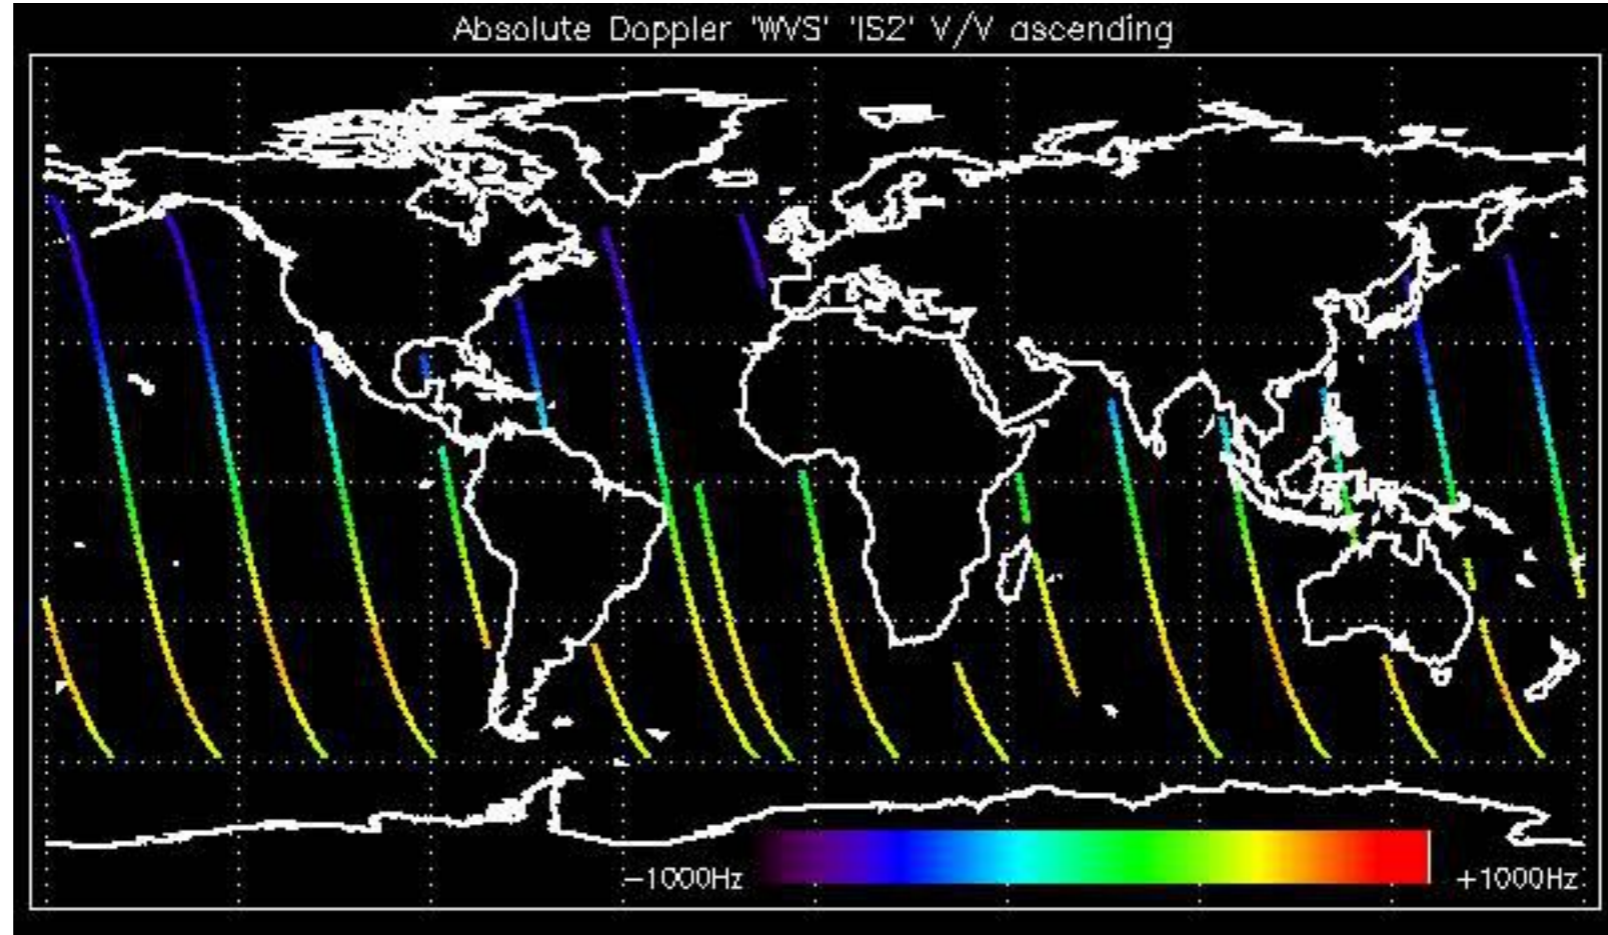 Absolute Doppler 'WVS' 'IS2' V/V ascending
-1000Hz +1000Hz